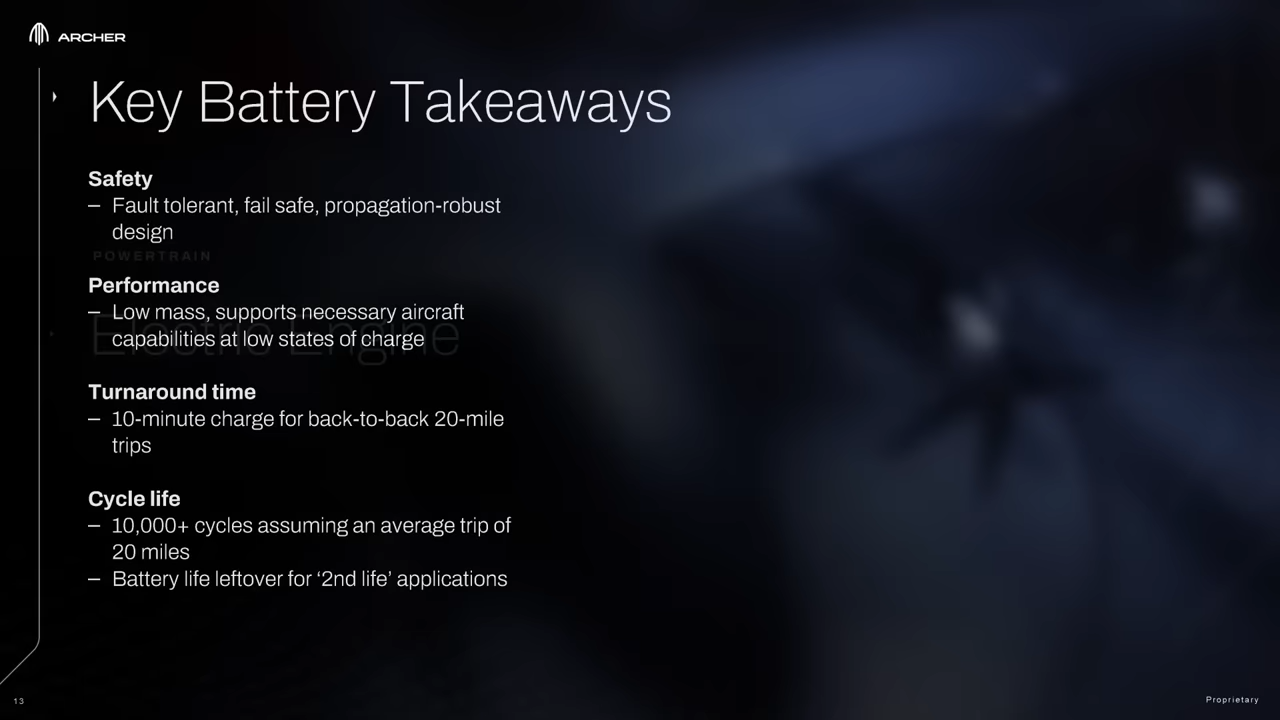 ARCHER
Key Battery Takeaways
Safety
– Fault tolerant, fail safe, propagation-robust
design
POWERTRAIN
Performance
– Low mass, supports necessary aircraft
Electric Engine
capabilities at low states of charge
Turnaround time
– 10-minute charge for back-to-back 20-mile
trips
Cycle life
– 10,000+ cycles assuming an average trip of
20 miles
– Battery life leftover for ‘2nd life’ applications
13
Proprietary